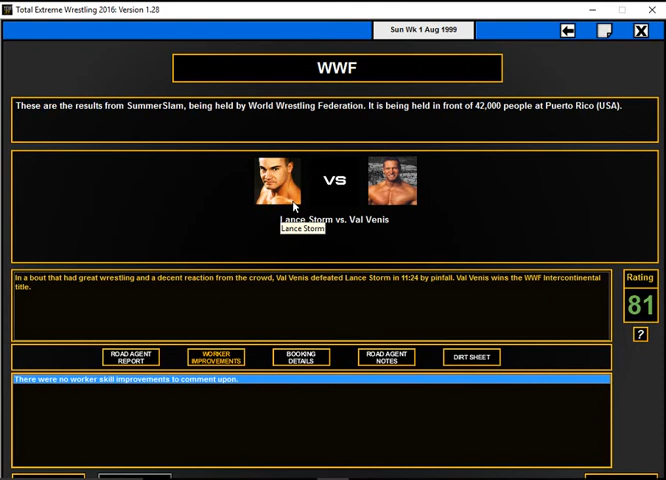 Total Extreme Wrestling 2016: Version 1.28
Sun Wk 1 Aug 1999
WWF
These are the results from SummerSlam, being held by World Wrestling Federation. It is being held in front of 42,000 people at Puerto Rico (USA).
VS
Lance Storm vs. Val Venis
Lance Storm
In a bout that had great wrestling and a decent reaction from the crowd, Val Venis defeated Lance Storm in 11:24 by pinfall. Val Venis wins the WWF Intercontinental
title.
Rating
81
?
ROAD AGENT
REPORT
WORKER
IMPROVEMENTS
BOOKING
DETAILS
ROAD AGENT
NOTES
DIRT SHEET
There were no worker skill improvements to comment upon.